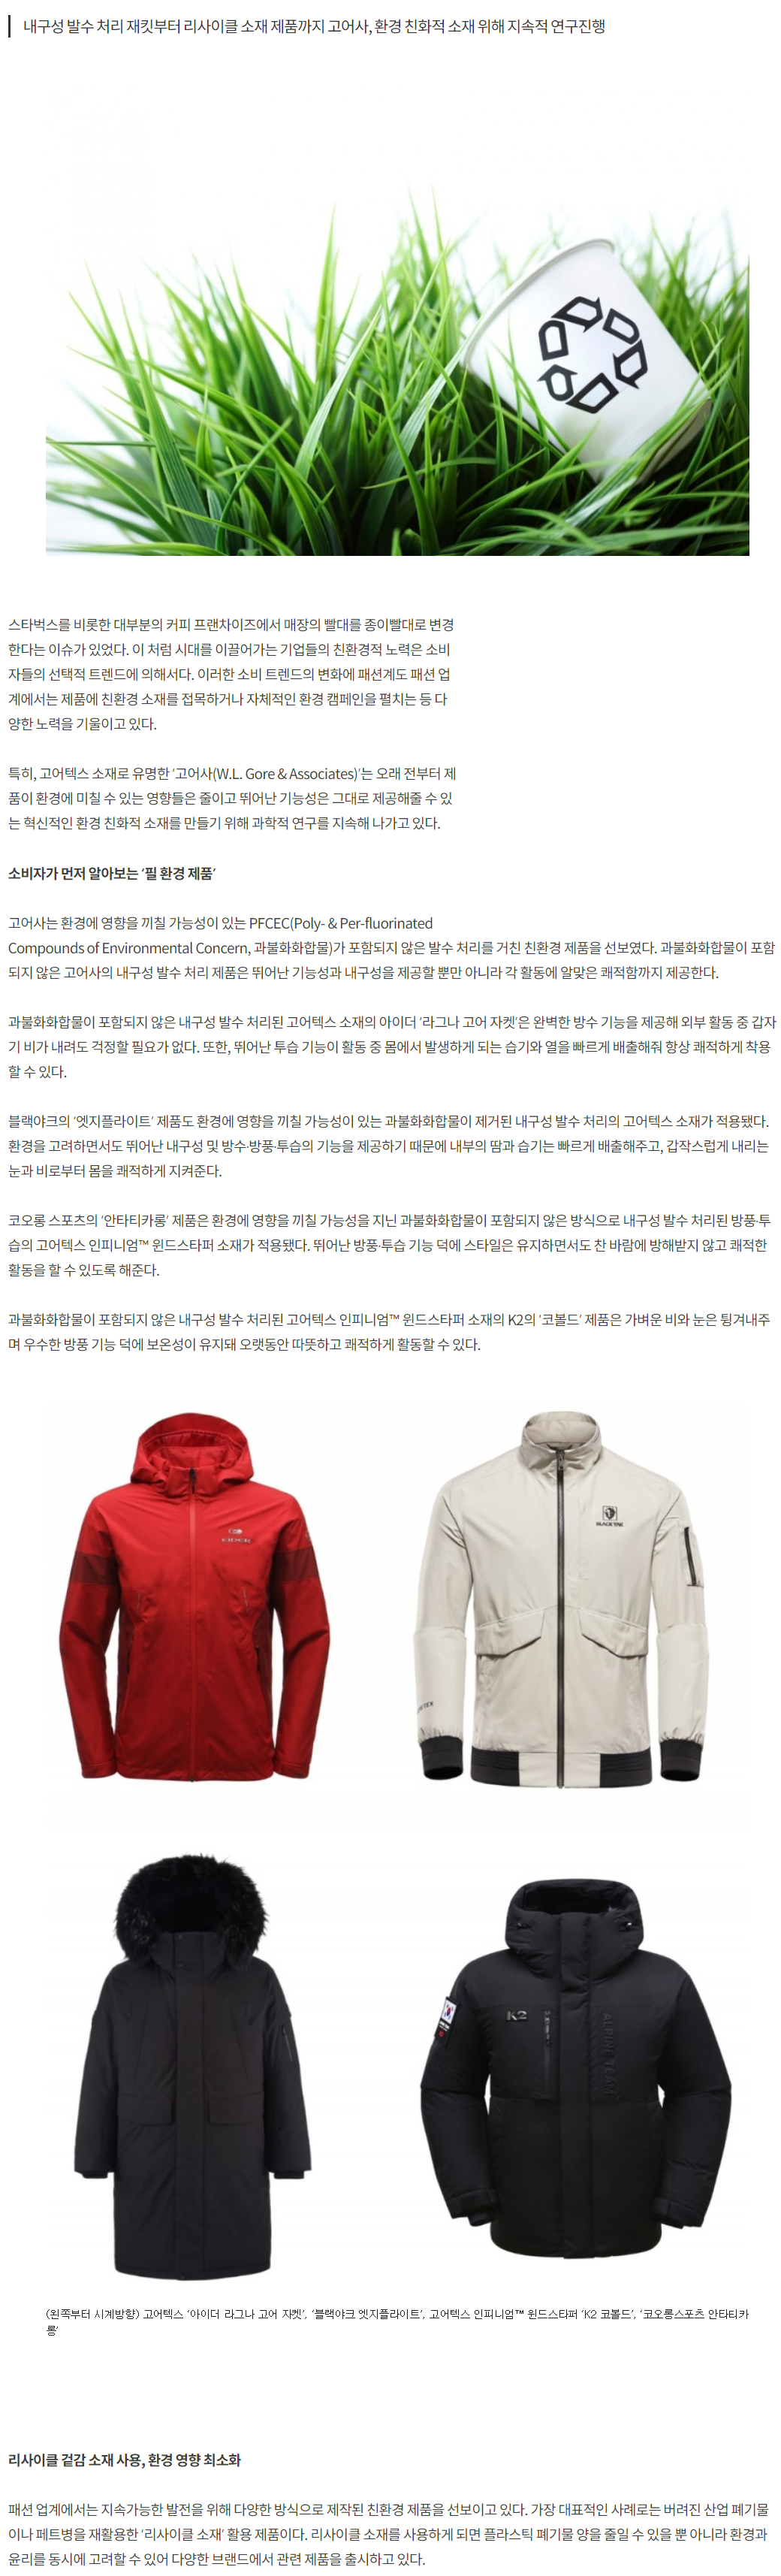 내구성 발수 처리 재킷부터 리사이클 소재 제품까지 고어사, 환경 친화적 소재 위해 지속적 연구진행
스타벅스를 비롯한 대부분의 커피 프랜차이즈에서 매장의 빨대를 종이빨대로 변경
한다는 이슈가 있었다. 이 처럼 시대를 이끌어가는 기업들의 친환경적 노력은 소비
자들의 선택적 트렌드에 의해서다. 이러한 소비 트렌드의 변화에 패션계도 패션 업
계에서는 제품에 친환경 소재를 접목하거나 자체적인 환경 캠페인을 펼치는 등 다
양한 노력을 기울이고 있다.
특히, 고어텍스 소재로 유명한 ‘고어사(W.L. Gore & Associates)’는 오래 전부터 제
품이 환경에 미칠 수 있는 영향들은 줄이고 뛰어난 기능성은 그대로 제공해줄 수 있
는 혁신적인 환경 친화적 소재를 만들기 위해 과학적 연구를 지속해 나가고 있다.
소비자가 먼저 알아보는 ‘필 환경 제품’
고어사는 환경에 영향을 끼칠 가능성이 있는 PFCEC(Poly- & Per-fluorinated
Compounds of Environmental Concern, 과불화화합물)가 포함되지 않은 발수 처리를 거친 친환경 제품을 선보였다. 과불화화합물이 포함
되지 않은 고어사의 내구성 발수 처리 제품은 뛰어난 기능성과 내구성을 제공할 뿐만 아니라 각 활동에 알맞은 쾌적함까지 제공한다.
과불화화합물이 포함되지 않은 내구성 발수 처리된 고어텍스 소재의 아이더 ‘라그나 고어 자켓’은 완벽한 방수 기능을 제공해 외부 활동 중 갑자
기 비가 내려도 걱정할 필요가 없다. 또한, 뛰어난 투습 기능이 활동 중 몸에서 발생하게 되는 습기와 열을 빠르게 배출해줘 항상 쾌적하게 착용
할 수 있다.
블랙야크의 ‘엣지플라이트’ 제품도 환경에 영향을 끼칠 가능성이 있는 과불화화합물이 제거된 내구성 발수 처리의 고어텍스 소재가 적용됐다.
환경을 고려하면서도 뛰어난 내구성 및 방수·방풍·투습의 기능을 제공하기 때문에 내부의 땀과 습기는 빠르게 배출해주고, 갑작스럽게 내리는
눈과 비로부터 몸을 쾌적하게 지켜준다.
코오롱 스포츠의 ‘안타티카롱’ 제품은 환경에 영향을 끼칠 가능성을 지닌 과불화화합물이 포함되지 않은 방식으로 내구성 발수 처리된 방풍·투
습의 고어텍스 인피니엄™ 윈드스타퍼 소재가 적용됐다. 뛰어난 방풍·투습 기능 덕에 스타일은 유지하면서도 찬 바람에 방해받지 않고 쾌적한
활동을 할 수 있도록 해준다.
과불화화합물이 포함되지 않은 내구성 발수 처리된 고어텍스 인피니엄™ 윈드스타퍼 소재의 K2의 ‘코볼드’ 제품은 가벼운 비와 눈은 튕겨내주
며 우수한 방풍 기능 덕에 보온성이 유지돼 오랫동안 따뜻하고 쾌적하게 활동할 수 있다.
EIDER
BLACK YAK
K2
ALPINE TEAM
(왼쪽부터 시계방향) 고어텍스 ‘아이더 라그나 고어 자켓’, ‘블랙야크 엣지플라이트’, 고어텍스 인피니엄™ 윈드스타퍼 ‘K2 코볼드’, ‘코오롱스포츠 안타티카
롱’
리사이클 겉감 소재 사용, 환경 영향 최소화
패션 업계에서는 지속가능한 발전을 위해 다양한 방식으로 제작된 친환경 제품을 선보이고 있다. 가장 대표적인 사례로는 버려진 산업 폐기물
이나 페트병을 재활용한 ‘리사이클 소재’ 활용 제품이다. 리사이클 소재를 사용하게 되면 플라스틱 폐기물 양을 줄일 수 있을 뿐 아니라 환경과
윤리를 동시에 고려할 수 있어 다양한 브랜드에서 관련 제품을 출시하고 있다.